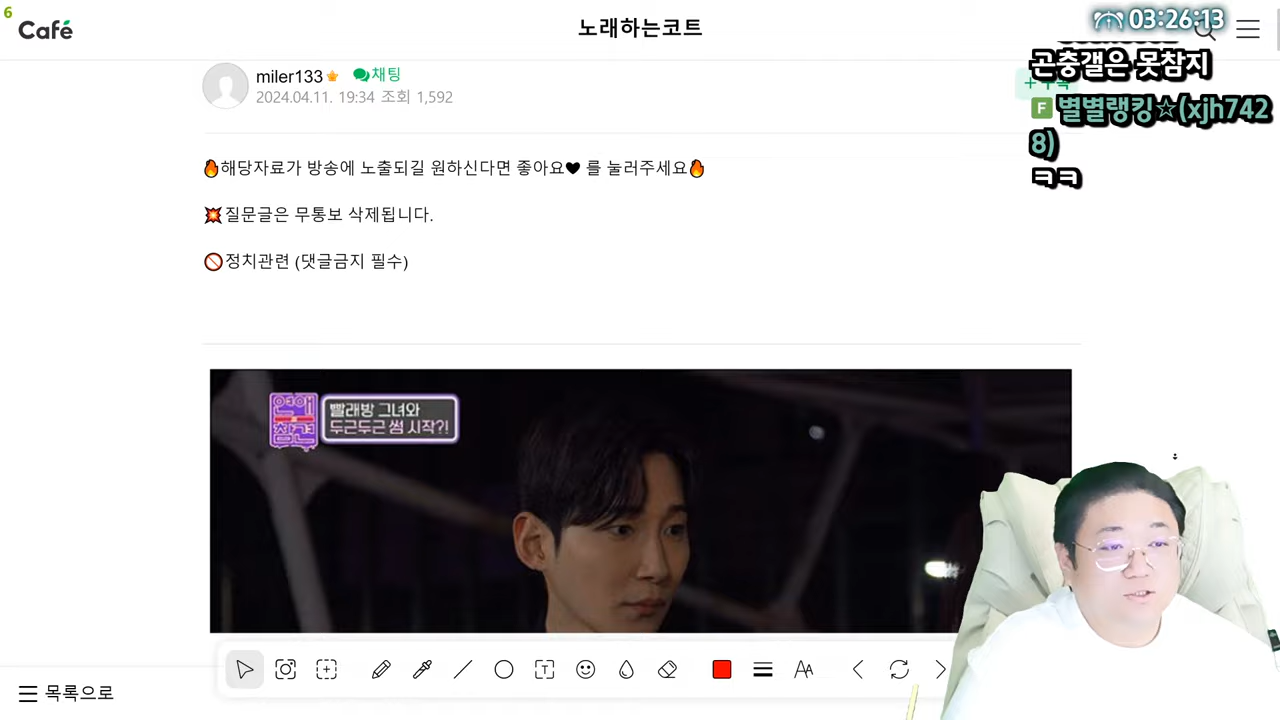 6
Café
노래하는코트
03:26:13
miler133
채팅
2024.04.11. 19:34 조회 1,592
곤충갤은 못참지
F 별별랭킹☆(xjh742
8)
ㅋㅋ
🔥해당자료가 방송에 노출되길 원하신다면 좋아요♥ 를 눌러주세요🔥
💥질문글은 무통보 삭제됩니다.
🚫정치관련 (댓글금지 필수)
연애
참견
빨래방 그녀와
두근두근 썸 시작?!
T
AA
목록으로